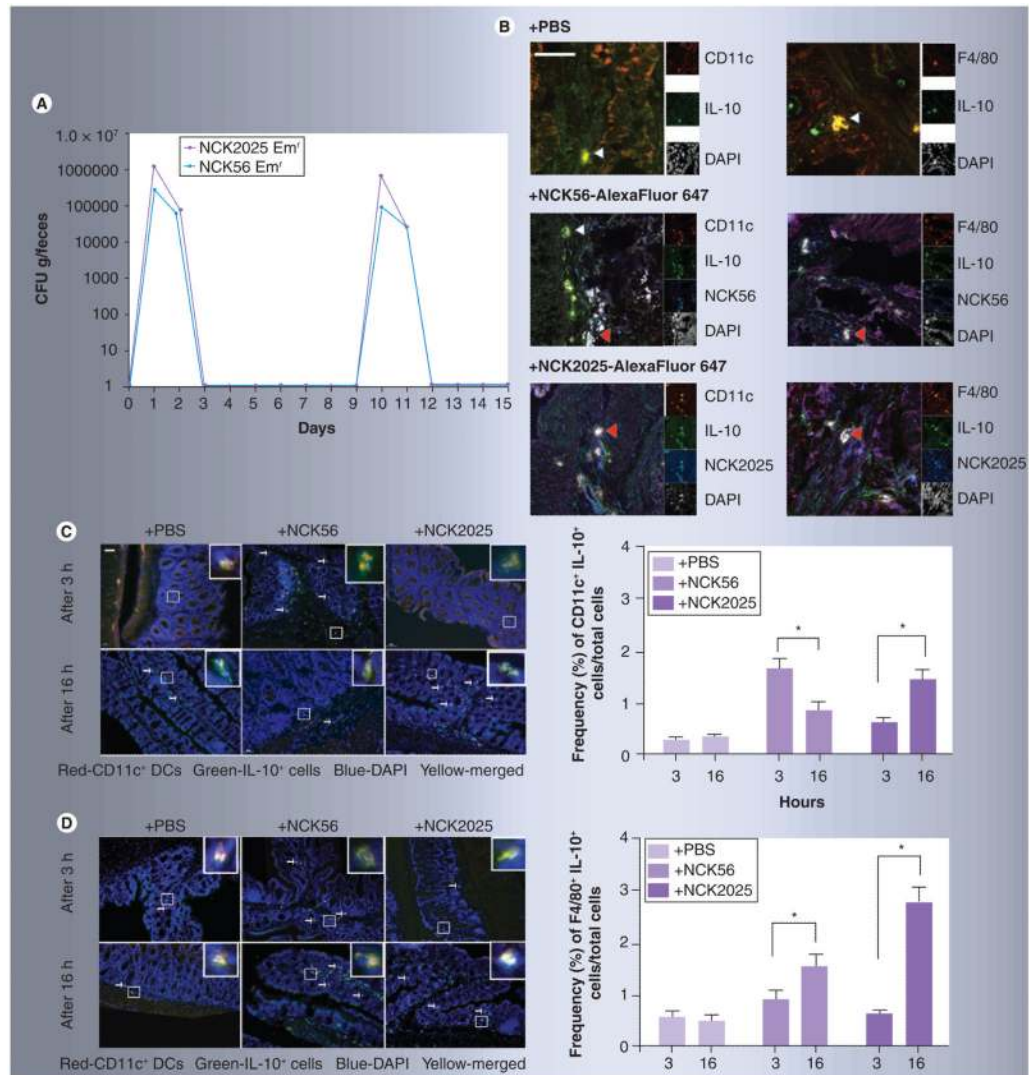 A
1.0 × 10⁷
1000000
100000
10000
1000
100
10
1
CFU g/feces
NCK2025 Emʳ
NCK56 Emʳ
0 1 2 3 4 5 6 7 8 9 10 11 12 13 14 15
Days
B
+PBS
CD11c
IL-10
DAPI
F4/80
IL-10
DAPI
+NCK56-AlexaFluor 647
CD11c
IL-10
NCK56
DAPI
F4/80
IL-10
NCK56
DAPI
+NCK2025-AlexaFluor 647
CD11c
IL-10
NCK2025
DAPI
F4/80
IL-10
NCK2025
DAPI
C
+PBS +NCK56 +NCK2025
After 3 h
After 16 h
Red-CD11c⁺ DCs Green-IL-10⁺ cells Blue-DAPI Yellow-merged
Frequency (%) of CD11c⁺ IL-10⁺
cells/total cells
4
3
2
1
0
+PBS
+NCK56
+NCK2025
*
*
3 16 3 16 3 16
Hours
D
+PBS +NCK56 +NCK2025
After 3 h
After 16 h
Red-CD11c⁺ DCs Green-IL-10⁺ cells Blue-DAPI Yellow-merged
Frequency (%) of F4/80⁺ IL-10⁺
cells/total cells
4
3
2
1
0
+PBS
+NCK56
+NCK2025
*
*
3 16 3 16 3 16